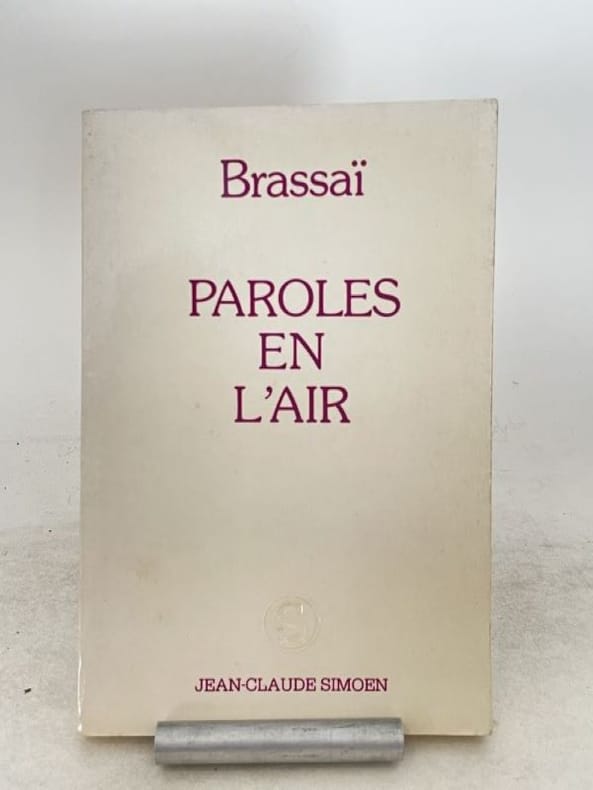 Brassaï
PAROLES
EN
L'AIR
S
JEAN-CLAUDE SIMOEN